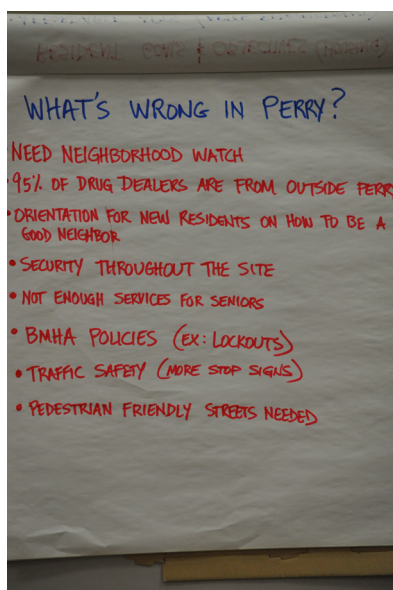 WHAT'S WRONG IN PERRY?
NEED NEIGHBORHOOD WATCH
• 95% OF DRUG DEALERS ARE FROM OUTSIDE PERR
• ORIENTATION FOR NEW RESIDENTS ON HOW TO BE A
GOOD NEIGHBOR
• SECURITY THROUGHOUT THE SITE
• NOT ENOUGH SERVICES FOR SENIORS
• BMHA POLICIES (EX: LOCKOUTS)
• TRAFFIC SAFETY (MORE STOP SIGNS)
• PEDESTRIAN FRIENDLY STREETS NEEDED